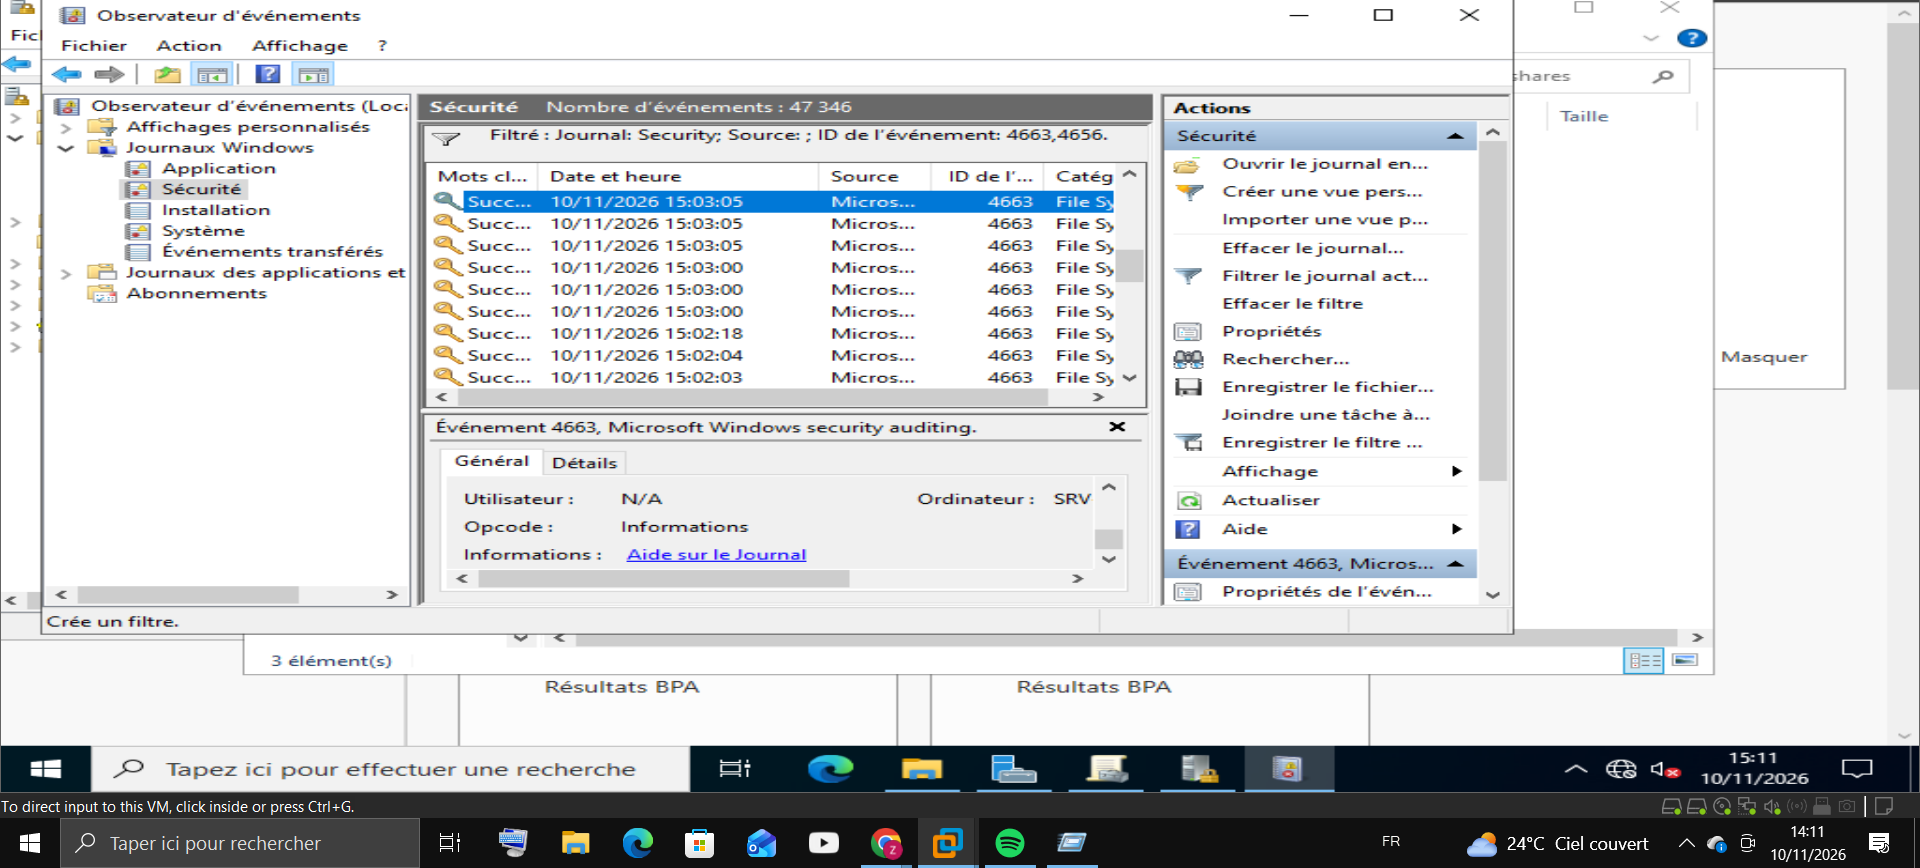 Observateur d'événements
Fichier Action Affichage ?
Observateur d'événements (Loca
Affichages personnalisés
Journaux Windows
Application
Sécurité
Installation
Système
Événements transférés
Journaux des applications et
Abonnements
Sécurité Nombre d'événements : 47 346
Filtré : Journal: Security; Source: ; ID de l'événement: 4663,4656.
Mots cl... Date et heure Source ID de l'... Catég
Succ... 10/11/2026 15:03:05 Micros... 4663 File Sy
Succ... 10/11/2026 15:03:05 Micros... 4663 File Sy
Succ... 10/11/2026 15:03:05 Micros... 4663 File Sy
Succ... 10/11/2026 15:03:00 Micros... 4663 File Sy
Succ... 10/11/2026 15:03:00 Micros... 4663 File Sy
Succ... 10/11/2026 15:03:00 Micros... 4663 File Sy
Succ... 10/11/2026 15:02:18 Micros... 4663 File Sy
Succ... 10/11/2026 15:02:04 Micros... 4663 File Sy
Succ... 10/11/2026 15:02:03 Micros... 4663 File Sy
Événement 4663, Microsoft Windows security auditing.
Général Détails
Utilisateur : N/A Ordinateur : SRV
Opcode : Informations
Informations : Aide sur le Journal
Actions
Sécurité
Ouvrir le journal en...
Créer une vue pers...
Importer une vue p...
Effacer le journal...
Filtrer le journal act...
Effacer le filtre
Propriétés
Rechercher...
Enregistrer le fichier...
Joindre une tâche à...
Enregistrer le filtre ...
Affichage
Actualiser
Aide
Événement 4663, Micros...
Propriétés de l'évén...
Crée un filtre.
Fic
shares
Taille
Masquer
3 élément(s)
Résultats BPA Résultats BPA
Tapez ici pour effectuer une recherche
15:11
10/11/2026
To direct input to this VM, click inside or press Ctrl+G.
Taper ici pour rechercher
FR
24°C Ciel couvert
14:11
10/11/2026